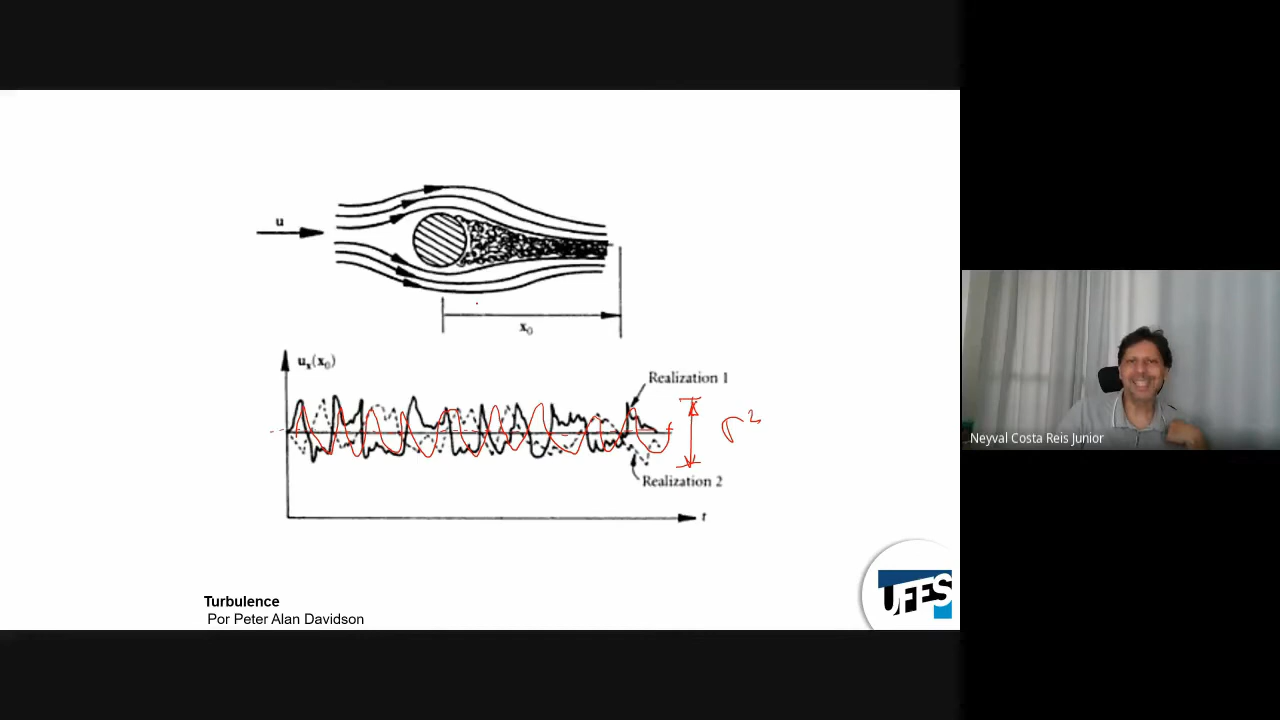 u
x₀
uₓ(x₀)
Realization 1
σ²
Realization 2
t
Turbulence
Por Peter Alan Davidson
UFES
Neyval Costa Reis Junior